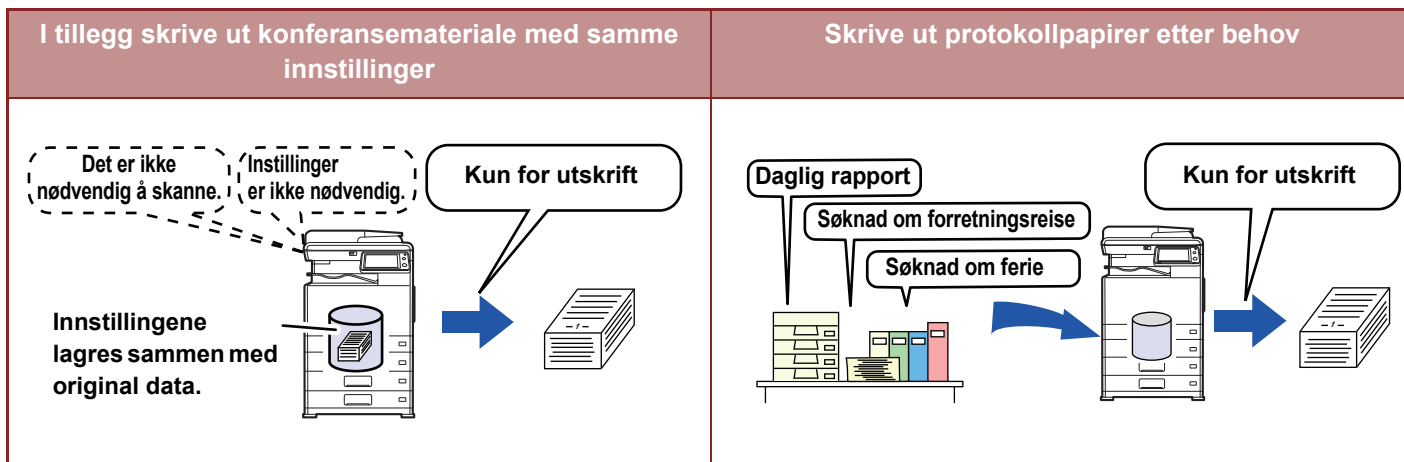 I tillegg skrive ut konferansemateriale med samme
innstillinger
Skrive ut protokollpapirer etter behov
Det er ikke
nødvendig å skanne.
Instillinger
er ikke nødvendig.
Kun for utskrift
Innstillingene
lagres sammen med
original data.
-1-
Daglig rapport
Søknad om forretningsreise
Søknad om ferie
Kun for utskrift
-1-